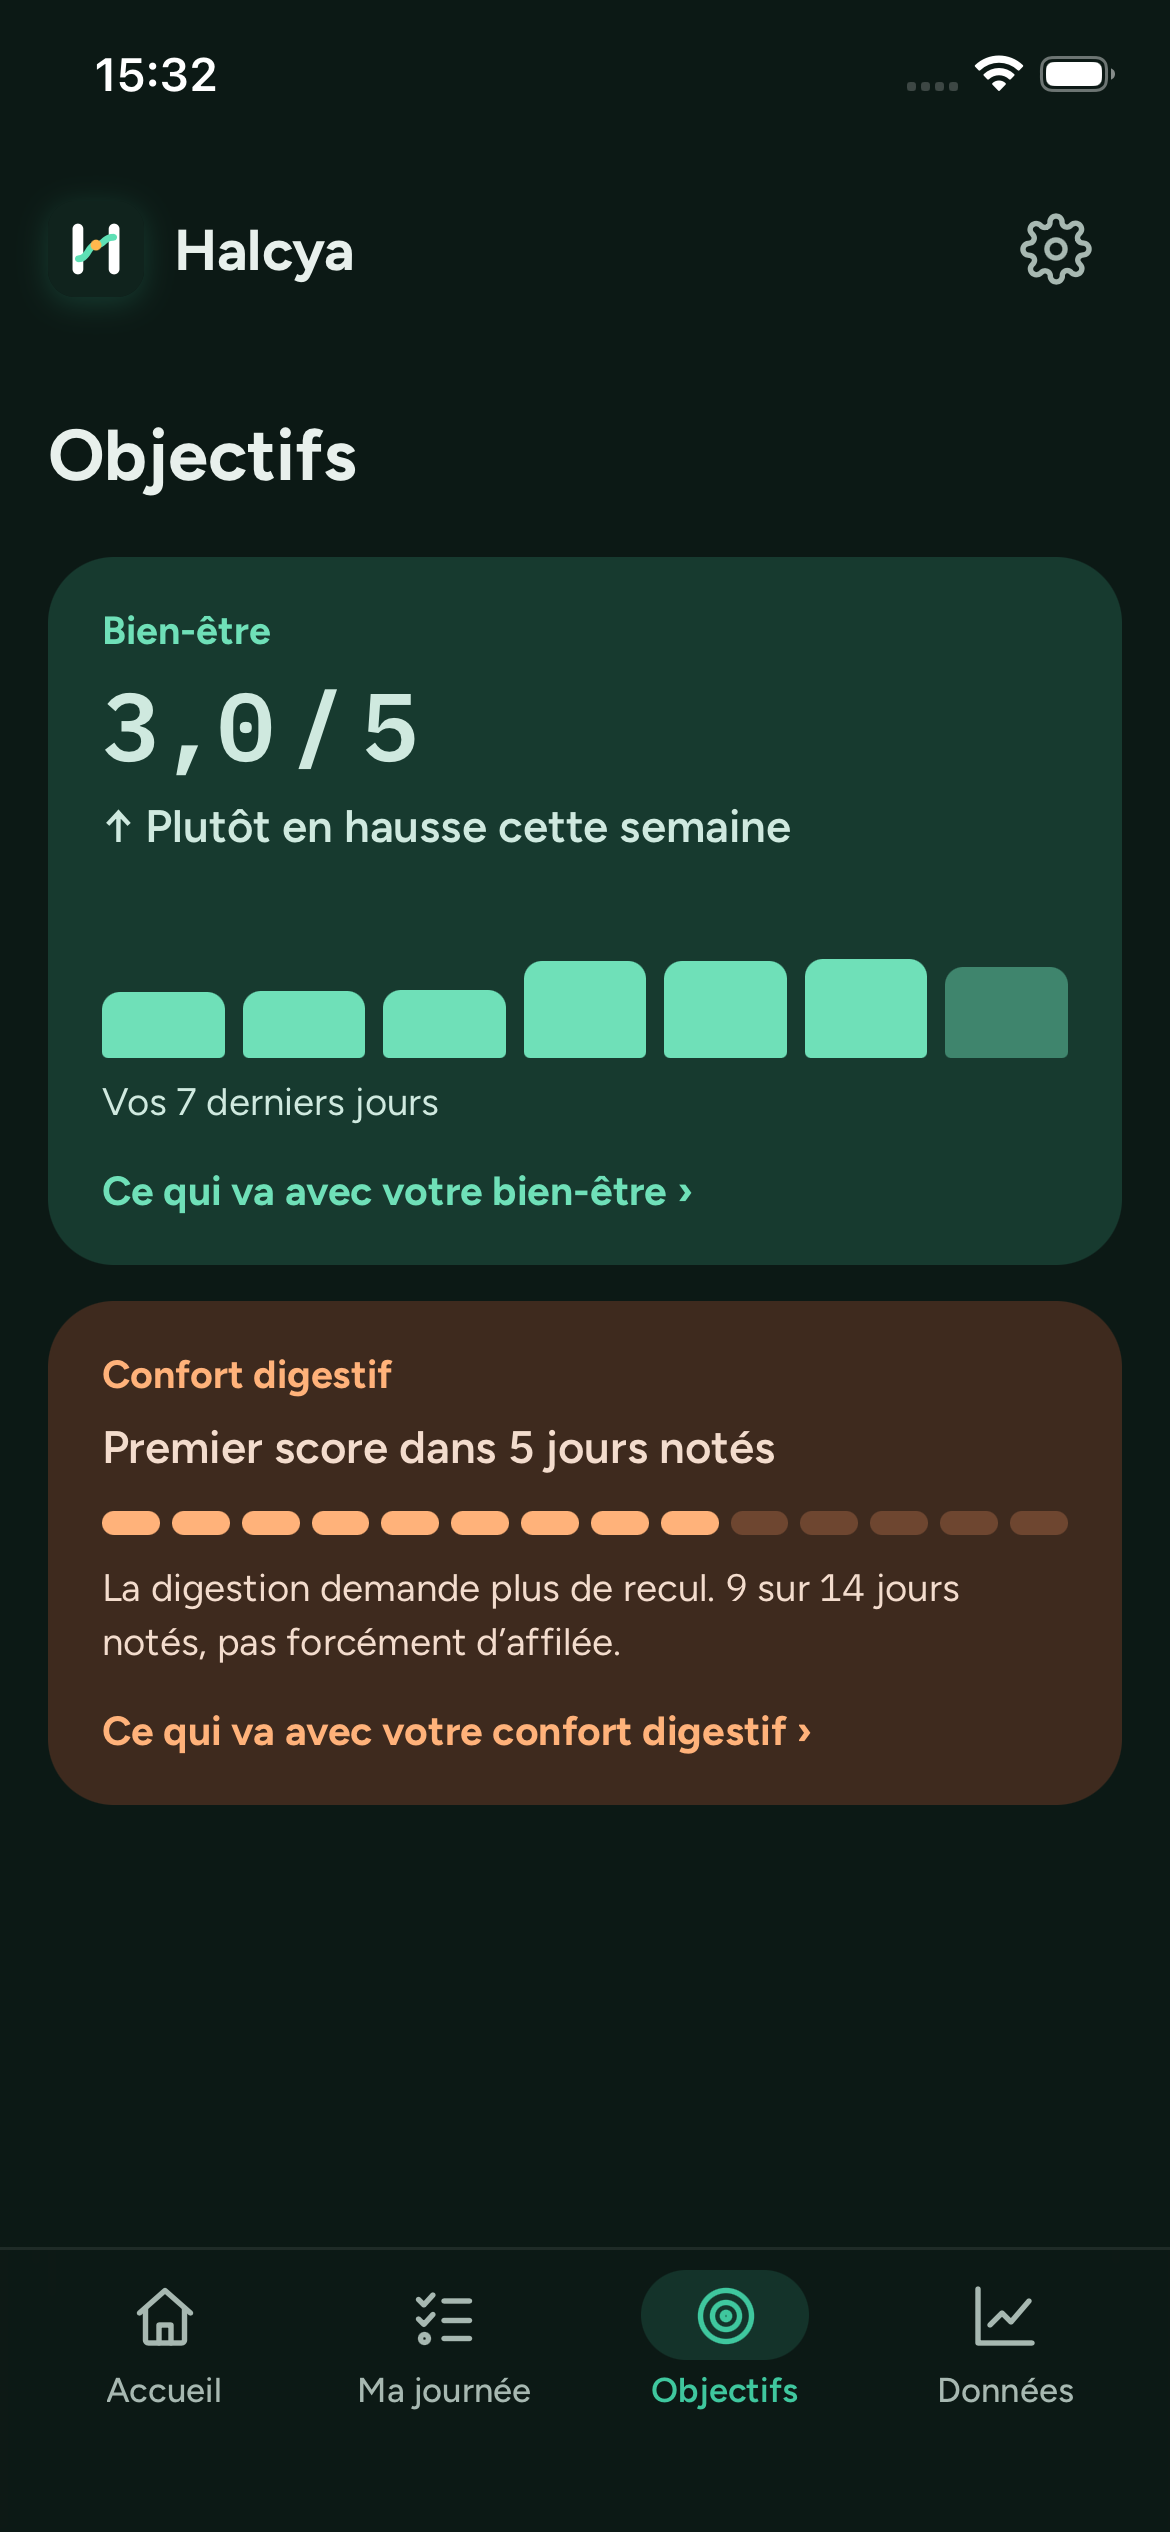 15:32
Halcya
Objectifs
Bien-être
3,0/5
↑ Plutôt en hausse cette semaine
Vos 7 derniers jours
Ce qui va avec votre bien-être ›
Confort digestif
Premier score dans 5 jours notés
La digestion demande plus de recul. 9 sur 14 jours
notés, pas forcément d’affilée.
Ce qui va avec votre confort digestif ›
Accueil
Ma journée
Objectifs
Données